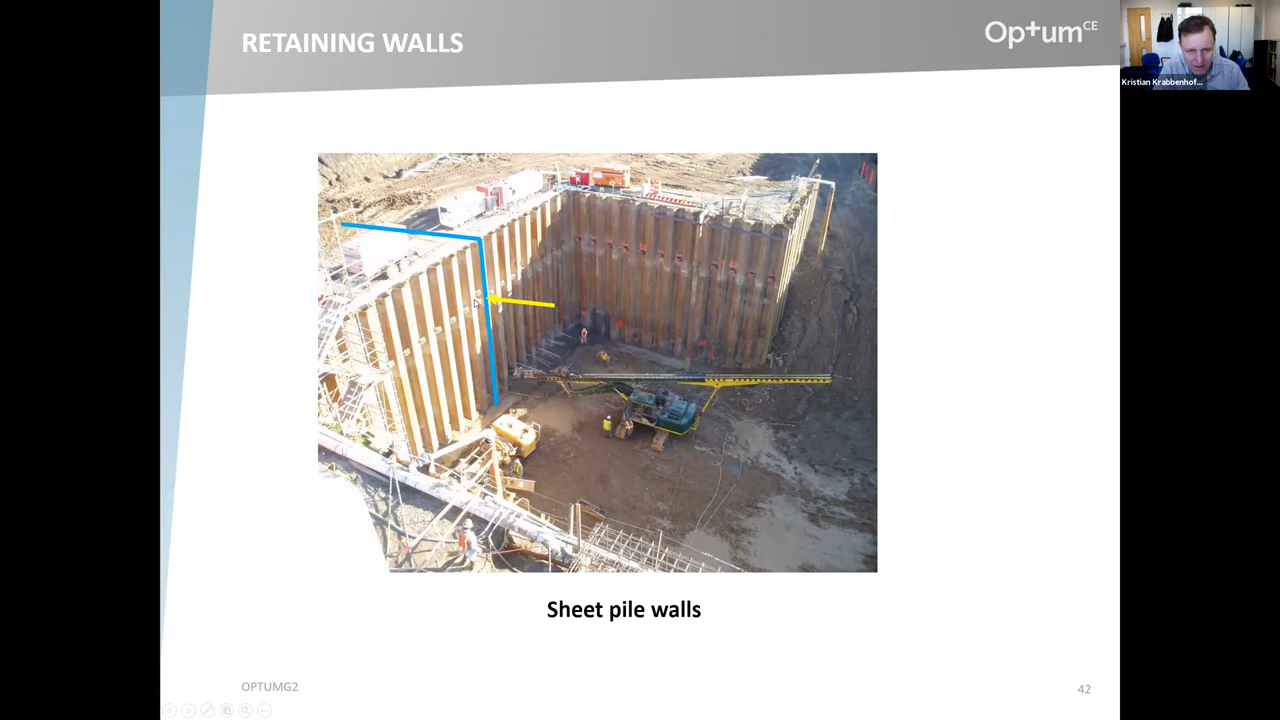 RETAINING WALLS
Op+um CE
Kristian Krabbenhof...
Sheet pile walls
OPTUMG2
42